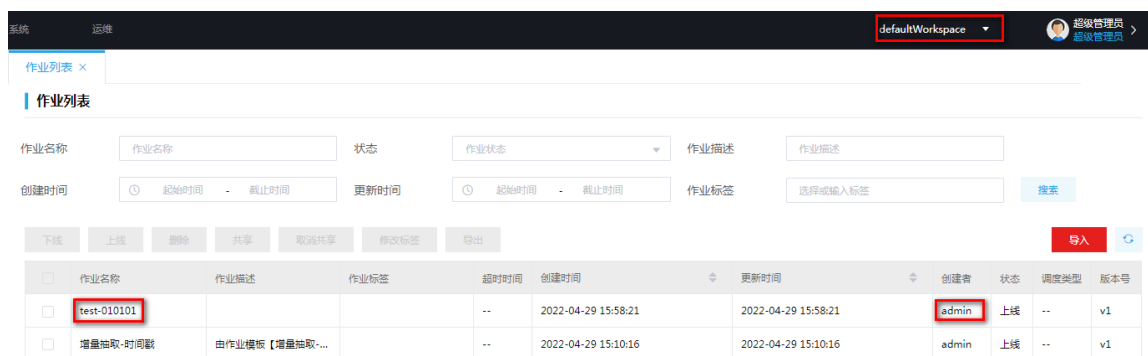 系统 运维 defaultWorkspace 超级管理员
超级管理员
作业列表 ×
作业列表
作业名称 作业名称 状态 作业状态 作业描述 作业描述
创建时间 起始时间 - 截止时间 更新时间 起始时间 - 截止时间 作业标签 选择或输入标签 搜索
下线 上线 删除 共享 取消共享 修改标签 导出 导入
作业名称 作业描述 作业标签 超时时间 创建时间 更新时间 创建者 状态 调度类型 版本号
test-010101 -- 2022-04-29 15:58:21 2022-04-29 15:58:21 admin 上线 -- v1
增量抽取-时间戳 由作业模板【增量抽取-... -- 2022-04-29 15:10:16 2022-04-29 15:10:16 admin 上线 -- v1